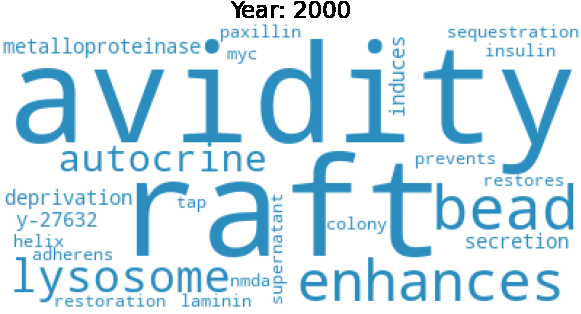 Year: 2000
paxillin
sequestration
metalloproteinase
myc
insulin
avidity
induces
autocrine
prevents
raft
restores
deprivation
tap
bead
y-27632
supernatant
colony
helix
secretion
adherens
lysosome
nmda
enhances
restoration
laminin